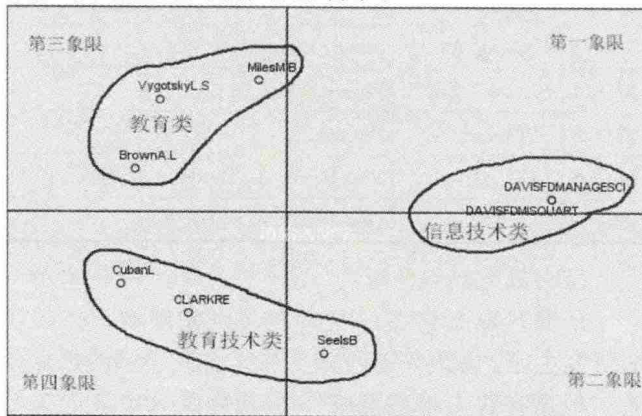 第三象限
第一象限
MilesMB
VygotskyL.S
教育类
BrownA.L
DAVISFDMANAGESCI
DAVISFDMISQUART
信息技术类
CubanL
CLARKRE
教育技术类
SeelsB
第四象限
第二象限